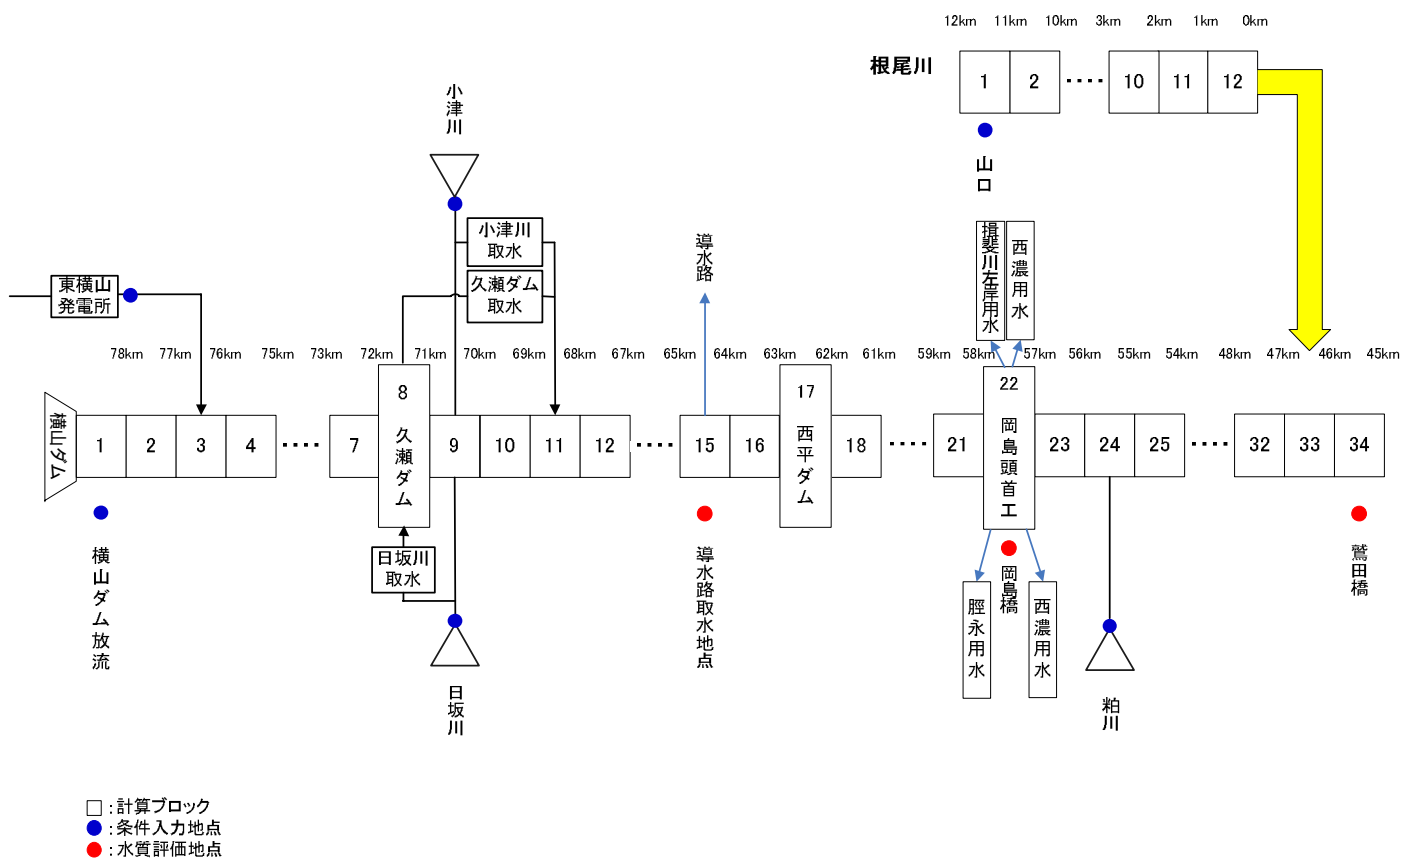 12km 11km 10km 3km 2km 1km 0km
根尾川
1 2 10 11 12
山口
小津川
小津川
取水
久瀬ダム
取水
東横山
発電所
導水路
揖斐川左岸用水
西濃用水
78km 77km 76km 75km 73km 72km 71km 70km 69km 68km 67km 65km 64km 63km 62km 61km 59km 58km 57km 56km 55km 54km 48km 47km 46km 45km
横山ダム
1 2 3 4 7
8 久瀬ダム
9 10 11 12 15 16
17 西平ダム
18 21
22 岡島頭首工
23 24 25 32 33 34
横山ダム放流
日坂川
取水
日坂川
導水路取水地点
脛永用水
岡島橋
西濃用水
粕川
鷲田橋
□:計算ブロック
●:条件入力地点
●:水質評価地点